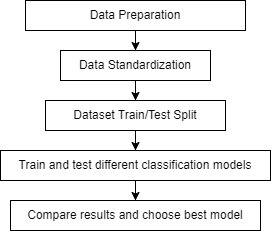 Data Preparation
Data Standardization
Dataset Train/Test Split
Train and test different classification models
Compare results and choose best model